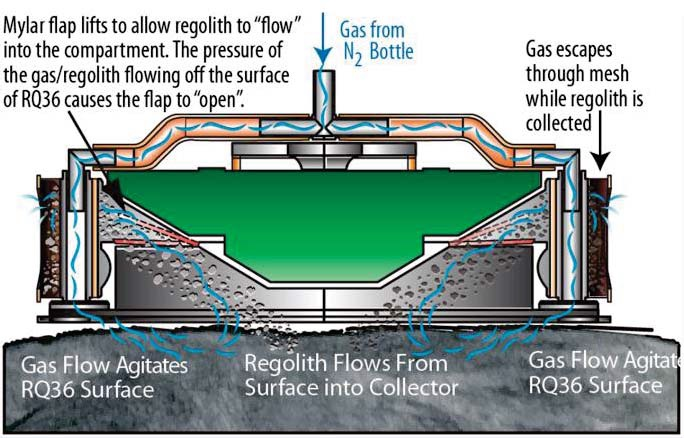 Mylar flap lifts to allow regolith to “flow”
into the compartment. The pressure of
the gas/regolith flowing off the surface
of RQ36 causes the flap to “open”.
Gas from
N2 Bottle
Gas escapes
through mesh
while regolith is
collected
Gas Flow Agitates
RQ36 Surface
Regolith Flows From
Surface into Collector
Gas Flow Agitate
RQ36 Surface